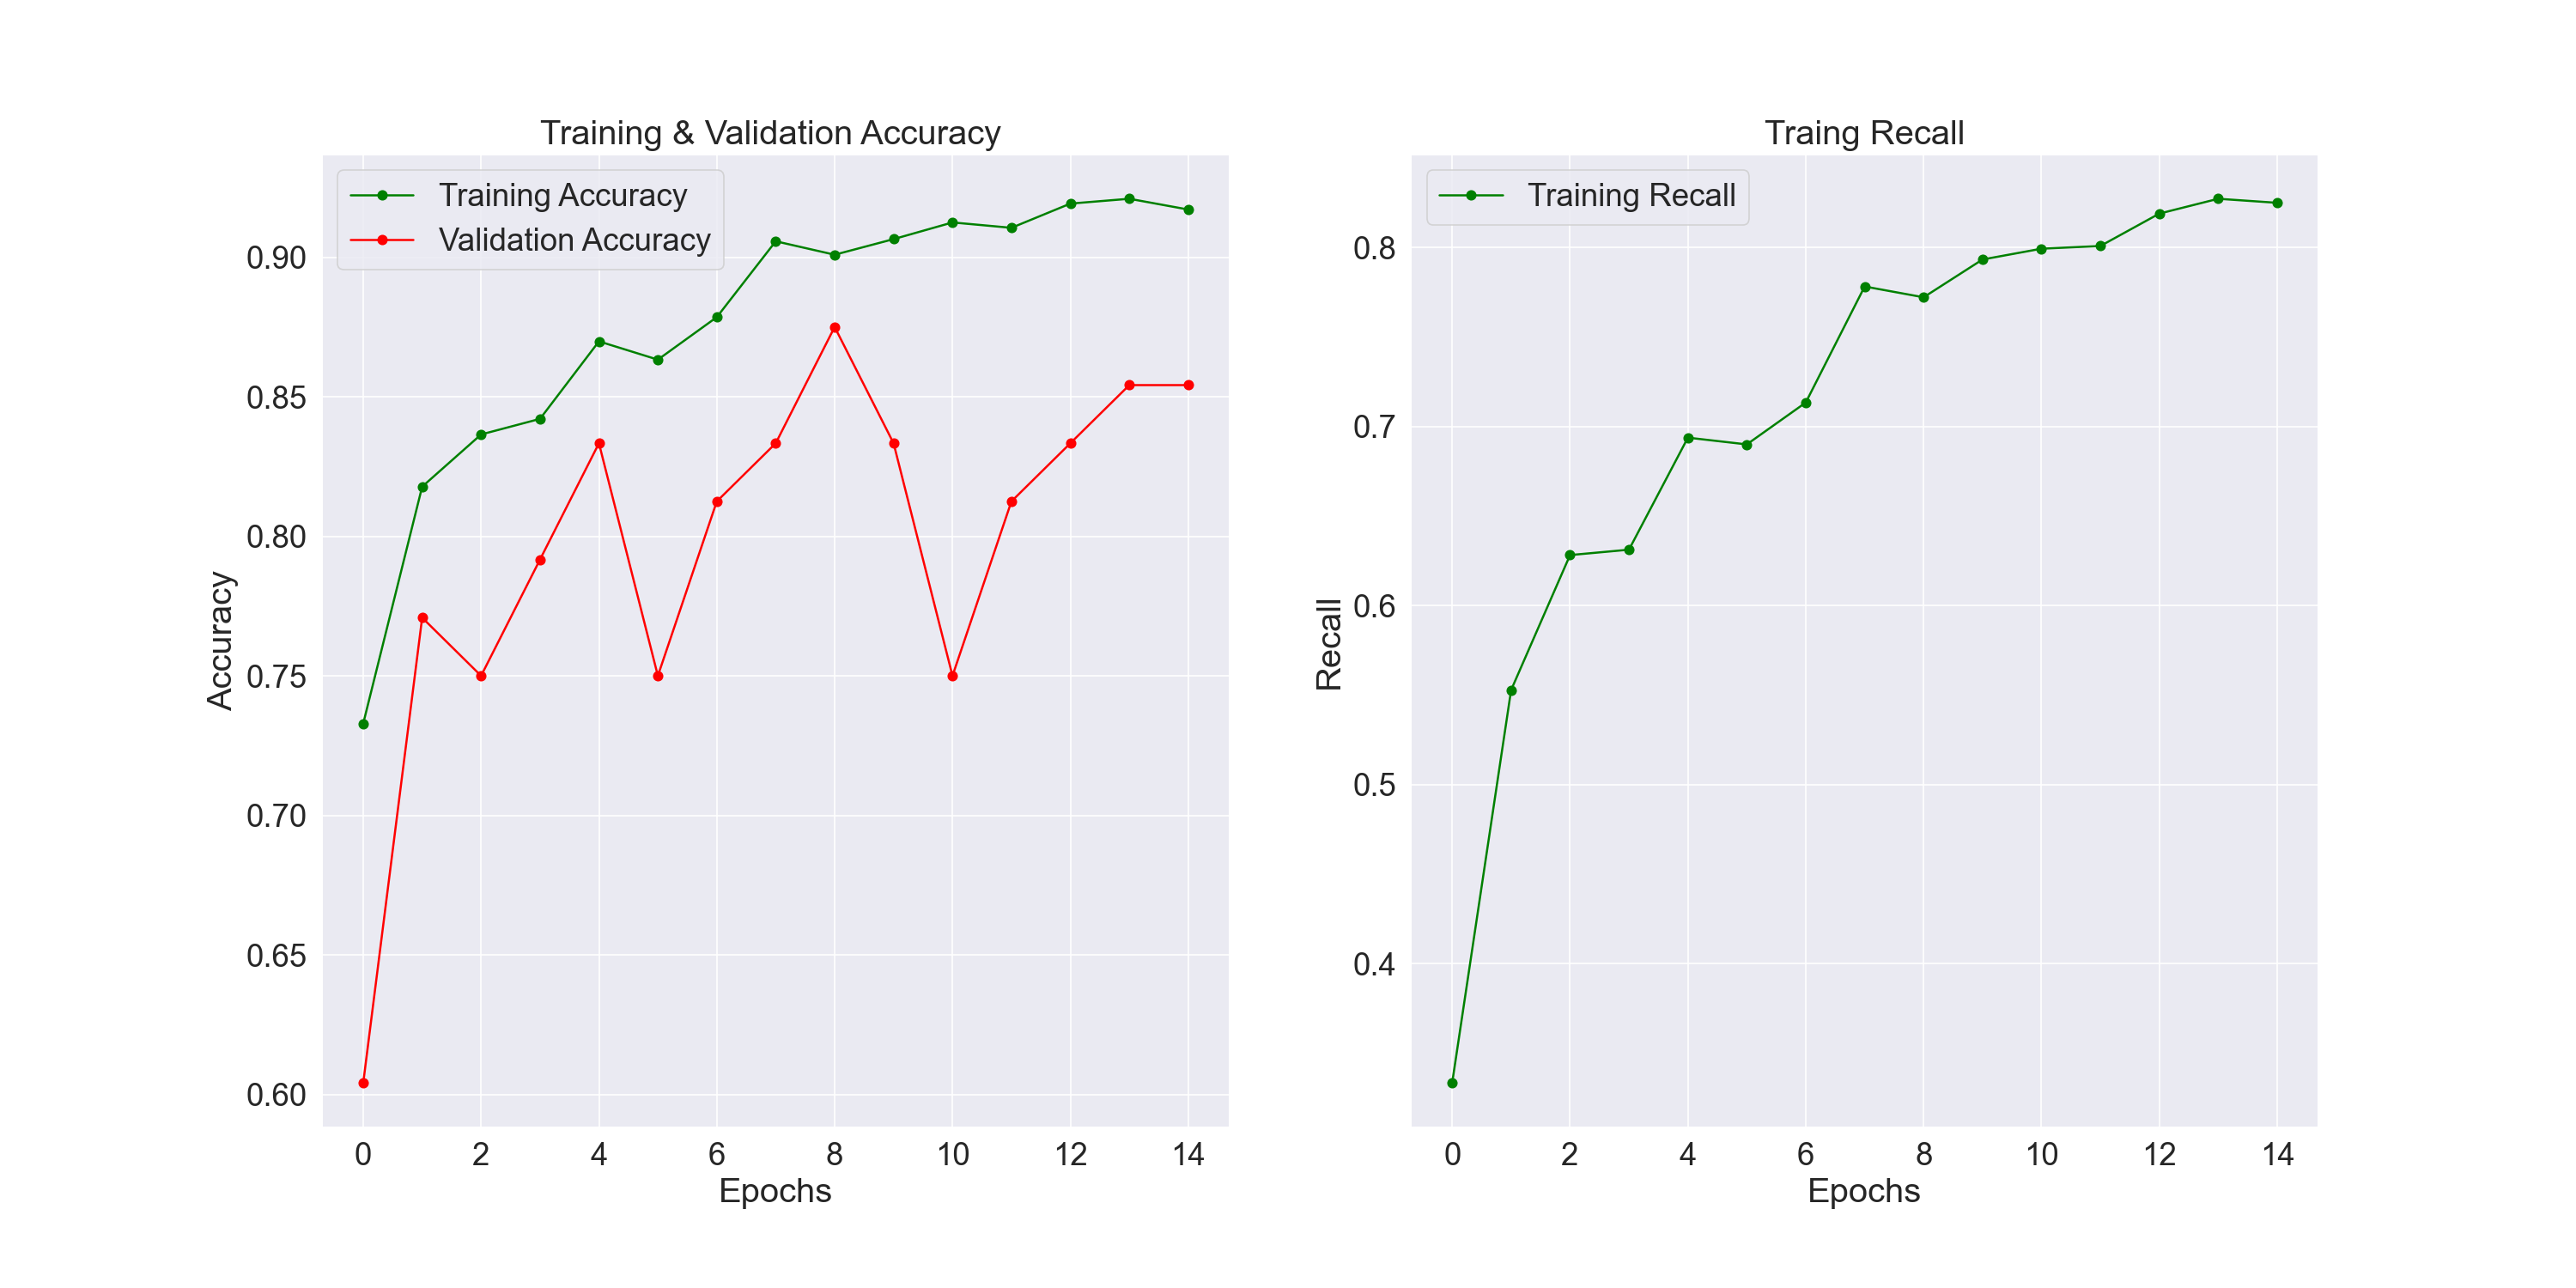 Training & Validation Accuracy
Training Accuracy
Validation Accuracy
0.90
0.85
0.80
0.75
0.70
0.65
0.60
Accuracy
0 2 4 6 8 10 12 14
Epochs
Traing Recall
Training Recall
0.8
0.7
0.6
0.5
0.4
Recall
0 2 4 6 8 10 12 14
Epochs